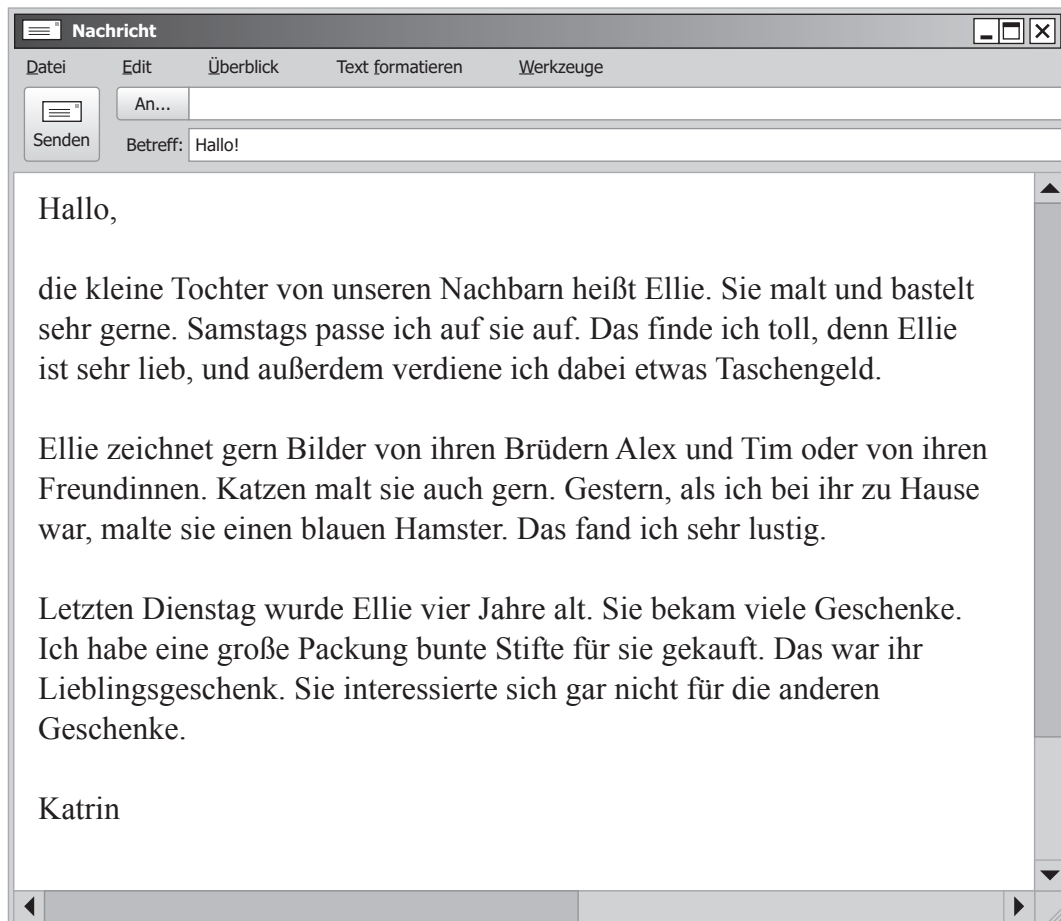 Nachricht
Datei Edit Überblick Text formatieren Werkzeuge
An...
Senden
Betreff: Hallo!
Hallo,
die kleine Tochter von unseren Nachbarn heißt Ellie. Sie malt und bastelt
sehr gerne. Samstags passe ich auf sie auf. Das finde ich toll, denn Ellie
ist sehr lieb, und außerdem verdiene ich dabei etwas Taschengeld.
Ellie zeichnet gern Bilder von ihren Brüdern Alex und Tim oder von ihren
Freundinnen. Katzen malt sie auch gern. Gestern, als ich bei ihr zu Hause
war, malte sie einen blauen Hamster. Das fand ich sehr lustig.
Letzten Dienstag wurde Ellie vier Jahre alt. Sie bekam viele Geschenke.
Ich habe eine große Packung bunte Stifte für sie gekauft. Das war ihr
Lieblingsgeschenk. Sie interessierte sich gar nicht für die anderen
Geschenke.
Katrin